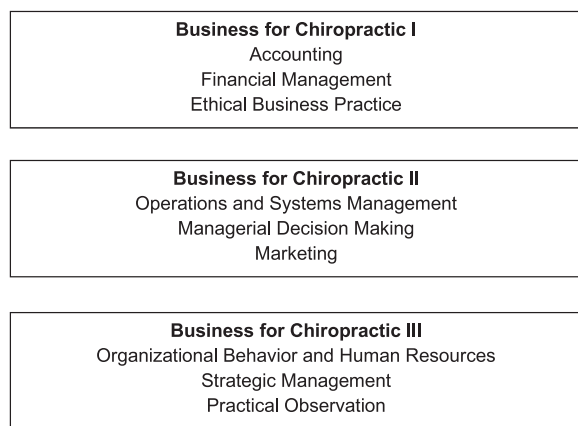 Business for Chiropractic I
Accounting
Financial Management
Ethical Business Practice
Business for Chiropractic II
Operations and Systems Management
Managerial Decision Making
Marketing
Business for Chiropractic III
Organizational Behavior and Human Resources
Strategic Management
Practical Observation